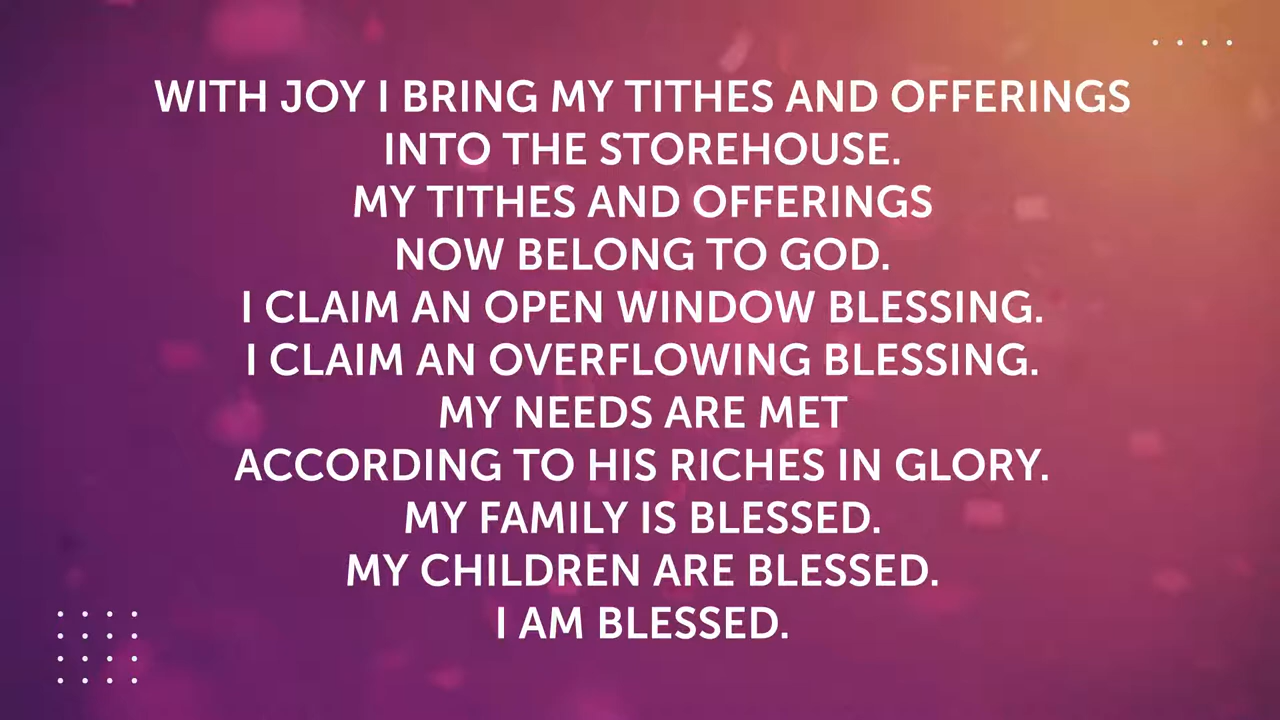 WITH JOY I BRING MY TITHES AND OFFERINGS
INTO THE STOREHOUSE.
MY TITHES AND OFFERINGS
NOW BELONG TO GOD.
I CLAIM AN OPEN WINDOW BLESSING.
I CLAIM AN OVERFLOWING BLESSING.
MY NEEDS ARE MET
ACCORDING TO HIS RICHES IN GLORY.
MY FAMILY IS BLESSED.
MY CHILDREN ARE BLESSED.
I AM BLESSED.